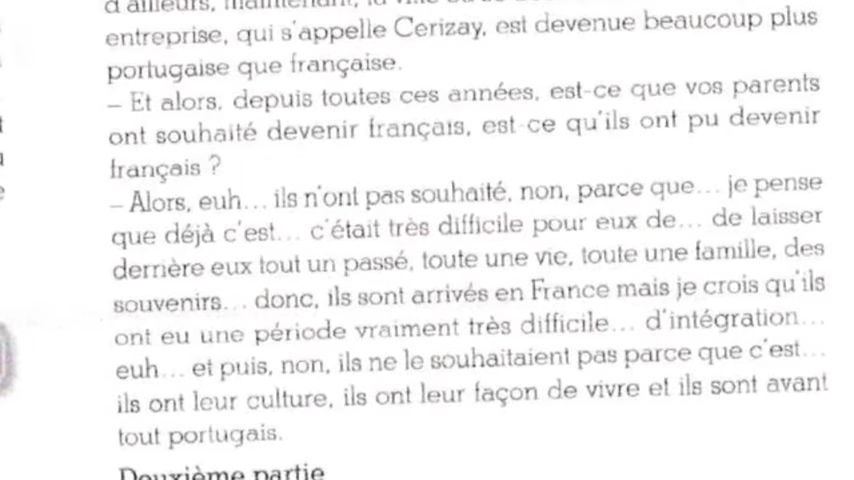 d'ailleurs, maintenant, la ville
entreprise, qui s'appelle Cerizay, est devenue beaucoup plus
portugaise que française.
– Et alors, depuis toutes ces années, est-ce que vos parents
ont souhaité devenir français, est-ce qu'ils ont pu devenir
français ?
– Alors, euh... ils n'ont pas souhaité, non, parce que... je pense
que déjà c'est... c'était très difficile pour eux de... de laisser
derrière eux tout un passé, toute une vie, toute une famille, des
souvenirs... donc, ils sont arrivés en France mais je crois qu'ils
ont eu une période vraiment très difficile... d'intégration...
euh... et puis, non, ils ne le souhaitaient pas parce que c'est...
ils ont leur culture, ils ont leur façon de vivre et ils sont avant
tout portugais.
Deuxième partie